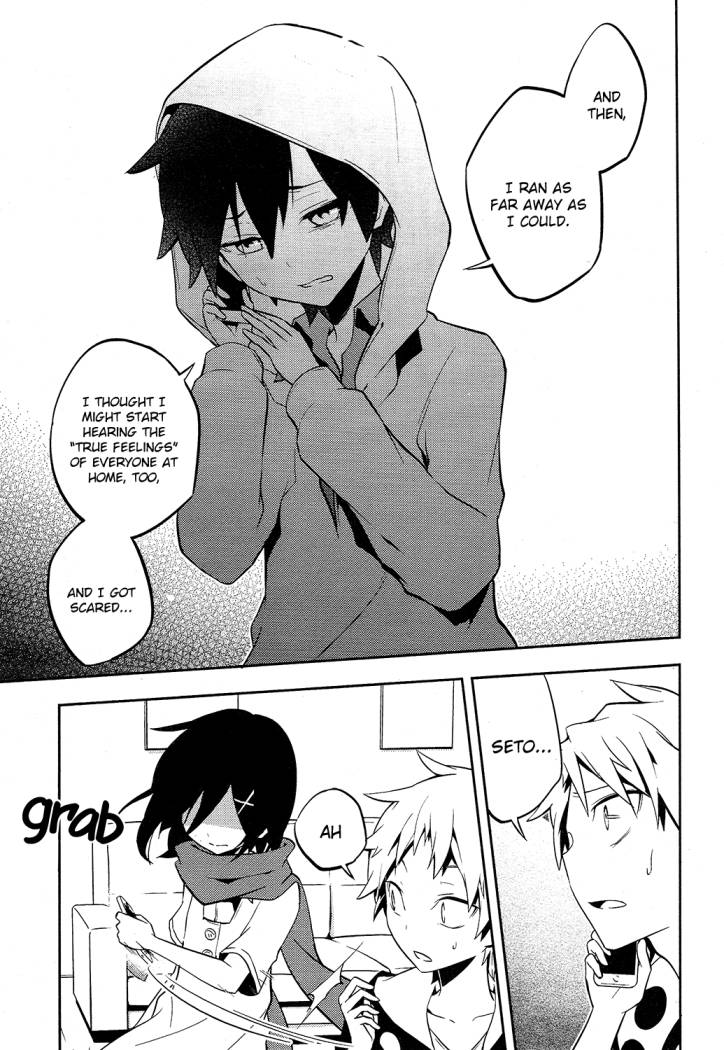 AND
THEN,
I RAN AS
FAR AWAY AS
I COULD.
I THOUGHT I
MIGHT START
HEARING THE
"TRUE FEELINGS"
OF EVERYONE AT
HOME, TOO,
AND I GOT
SCARED...
SETO...
AH
grab